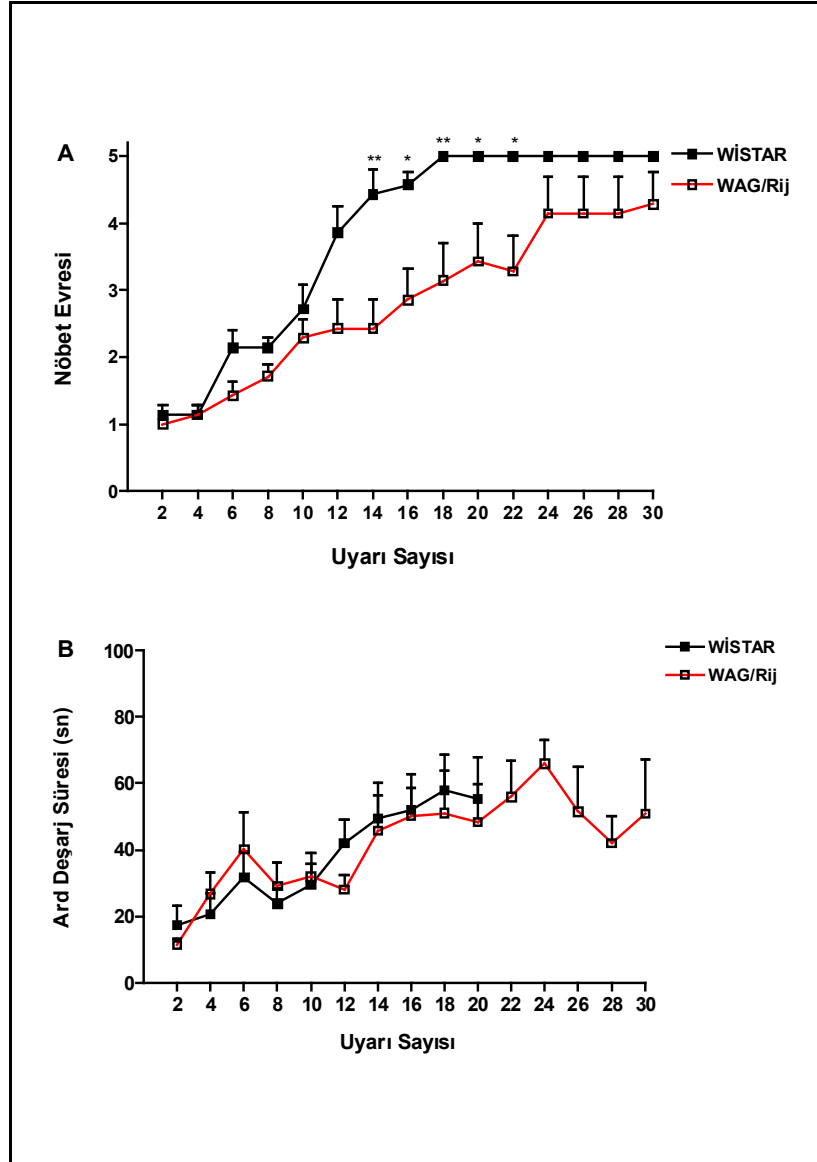 A
** * ** * *
WİSTAR
WAG/Rij
5
4
3
2
1
0
Nöbet Evresi
2 4 6 8 10 12 14 16 18 20 22 24 26 28 30
Uyarı Sayısı
B
WİSTAR
WAG/Rij
100
80
60
40
20
0
Ard Deşarj Süresi (sn)
2 4 6 8 10 12 14 16 18 20 22 24 26 28 30
Uyarı Sayısı